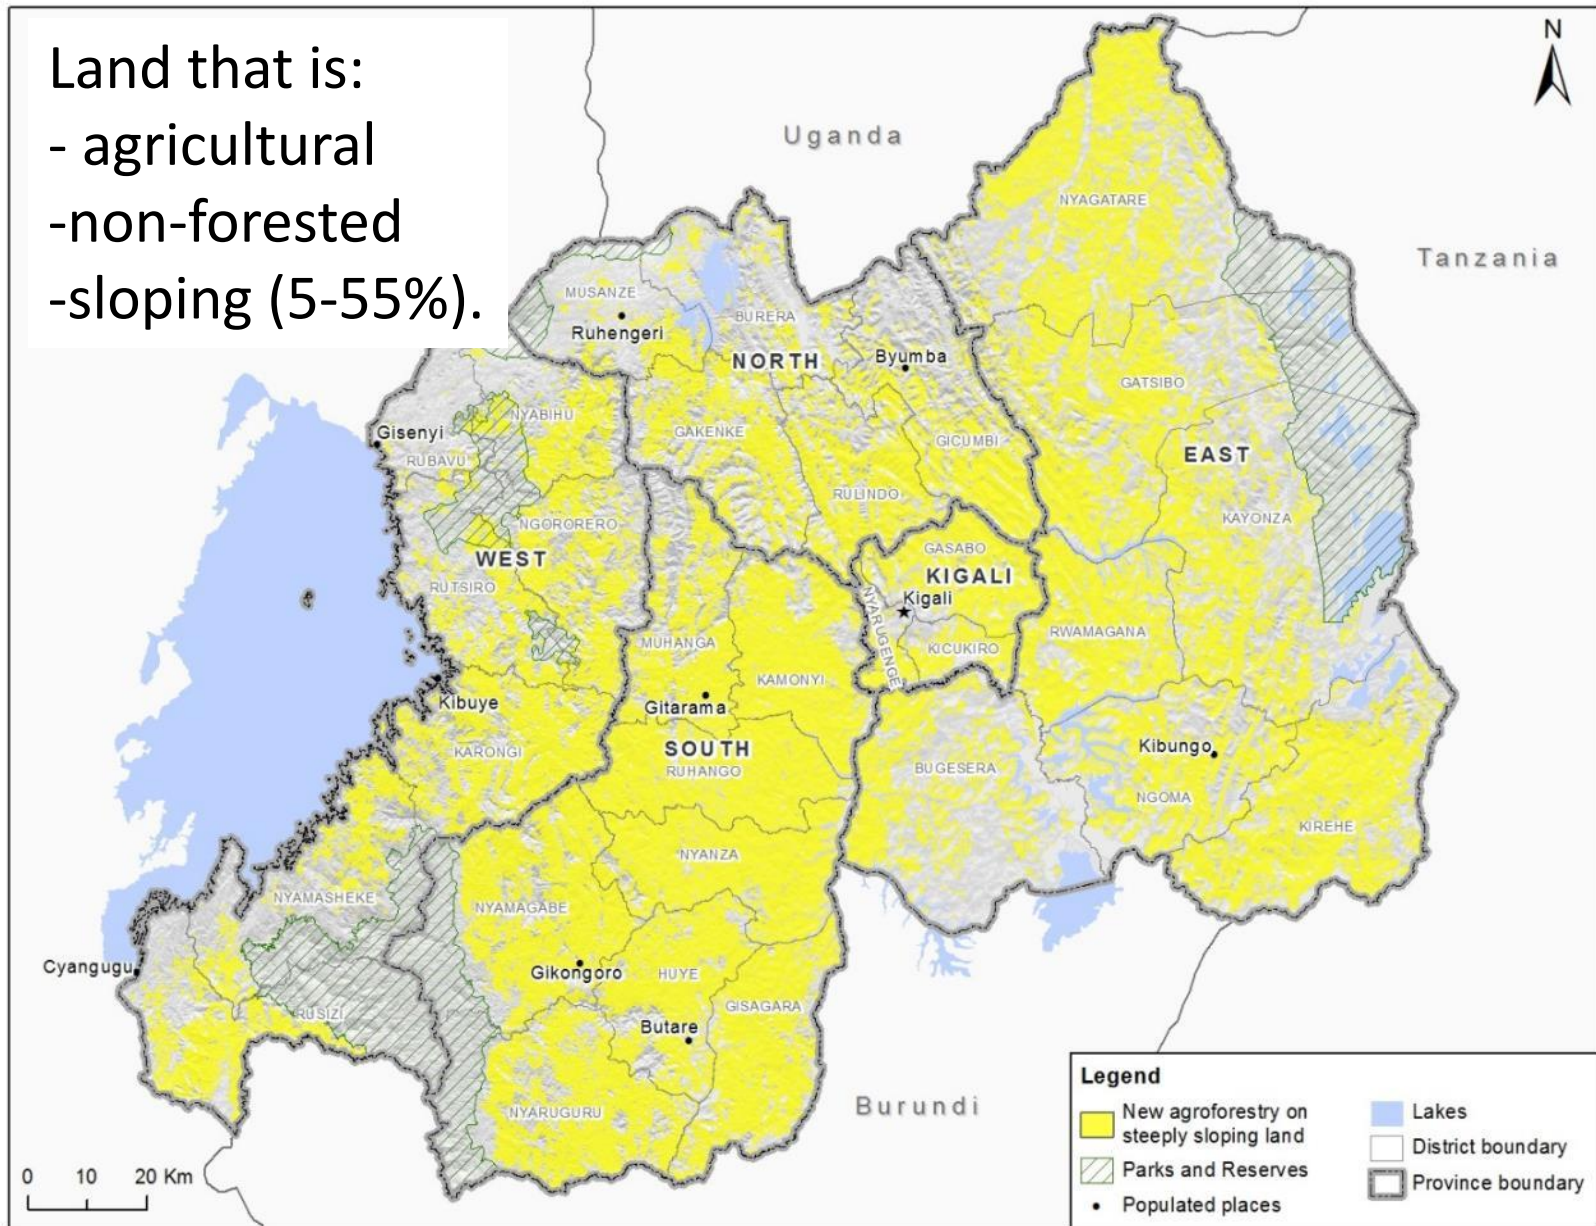 Land that is:
- agricultural
-non-forested
-sloping (5-55%).
N
Uganda
Tanzania
NYAGATARE
MUSANZE
Ruhengeri
BURERA
NORTH
Byumba
GATSIBO
NYABIHU
Gisenyi
RUBAVU
GAKENKE
GICUMBI
EAST
RULINDO
KAYONZA
NGORORERO
WEST
GASABO
KIGALI
Kigali
RUTSIRO
NYARUGENGE
MUHANGA
KICUKIRO
RWAMAGANA
KAMONYI
Kibuye
Gitarama
KARONGI
SOUTH
RUHANGO
BUGESERA
Kibungo
NGOMA
KIREHE
NYANZA
NYAMASHEKE
NYAMAGABE
Cyangugu
Gikongoro
HUYE
GISAGARA
RUSIZI
Butare
NYARUGURU
Burundi
0 10 20 Km
Legend
New agroforestry on
steeply sloping land
Parks and Reserves
Populated places
Lakes
District boundary
Province boundary